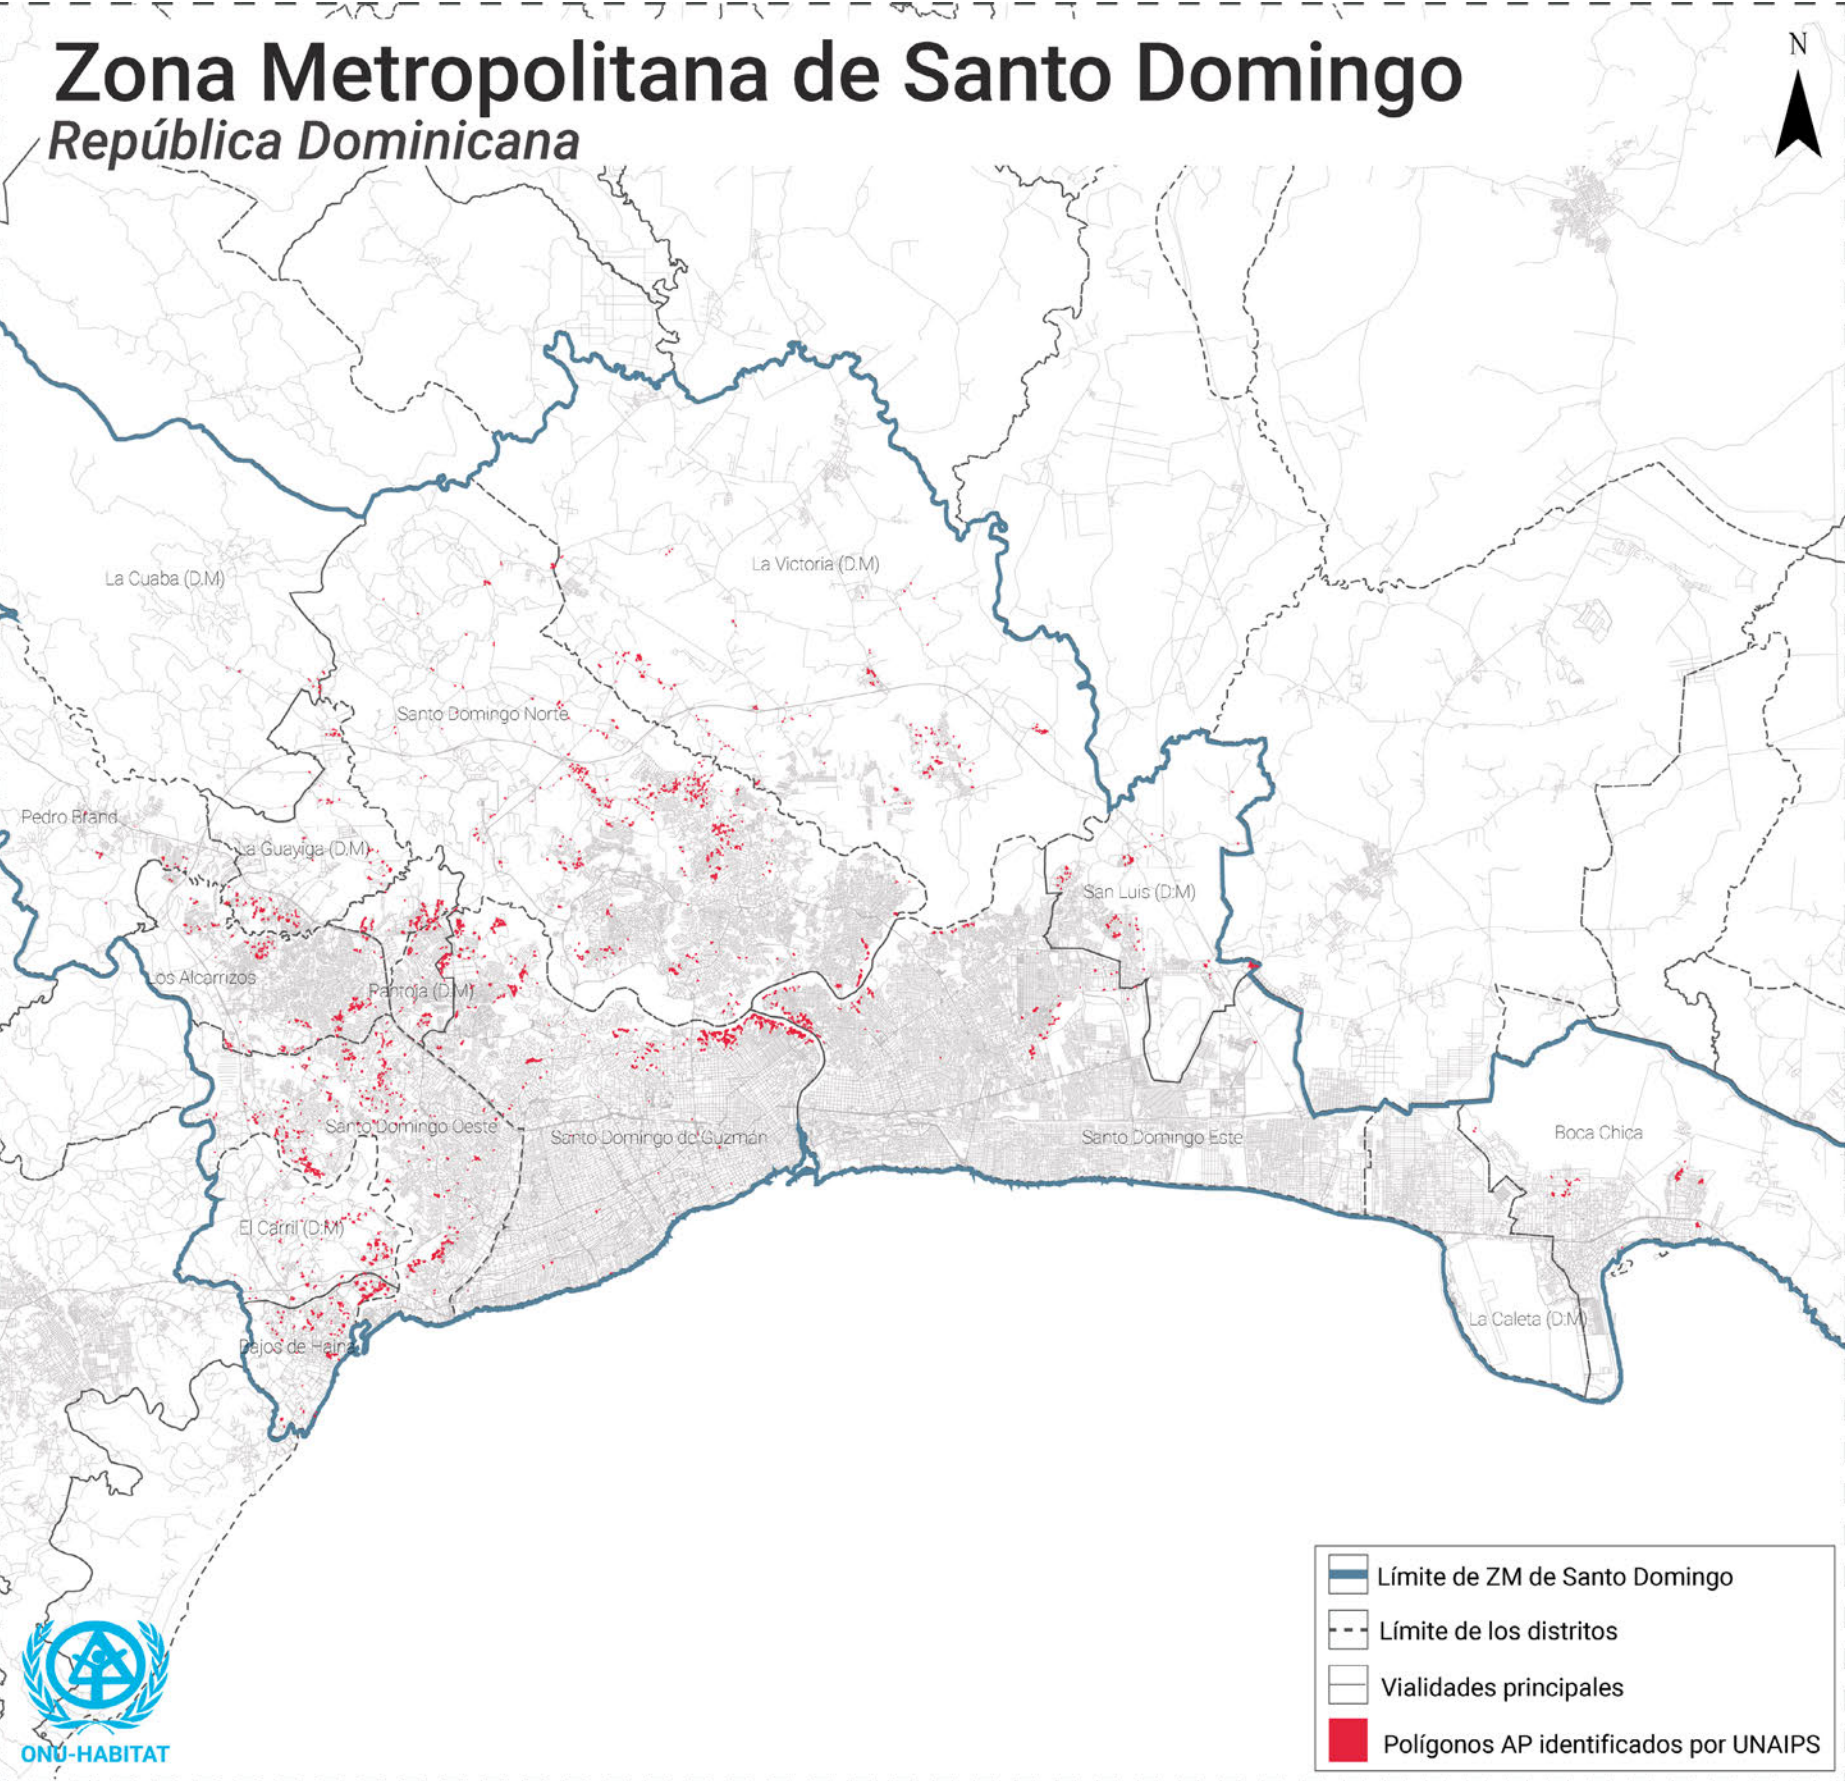 Zona Metropolitana de Santo Domingo
República Dominicana
N
La Victoria (D.M)
La Cuaba (D.M)
Santo Domingo Norte
Pedro Brand
La Guayiga (D.M)
San Luis (D.M)
Los Alcarrizos
Pantoja (D.M)
Santo Domingo Oeste
Santo Domingo de Guzmán
Santo Domingo Este
Boca Chica
El Carril (D.M)
La Caleta (D.M)
Bajos de Haina
Límite de ZM de Santo Domingo
Límite de los distritos
Vialidades principales
Polígonos AP identificados por UNAIPS
ONU-HABITAT